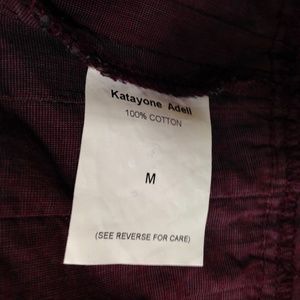 Katayone Adeli
100% COTTON
M
(SEE REVERSE FOR CARE)